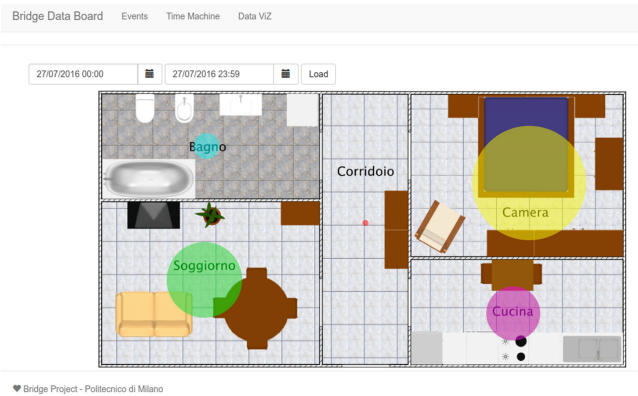 Bridge Data Board Events Time Machine Data ViZ
27/07/2016 00:00 27/07/2016 23:59 Load
Bagno
Corridoio
Camera
Soggiorno
Cucina
Bridge Project - Politecnico di Milano